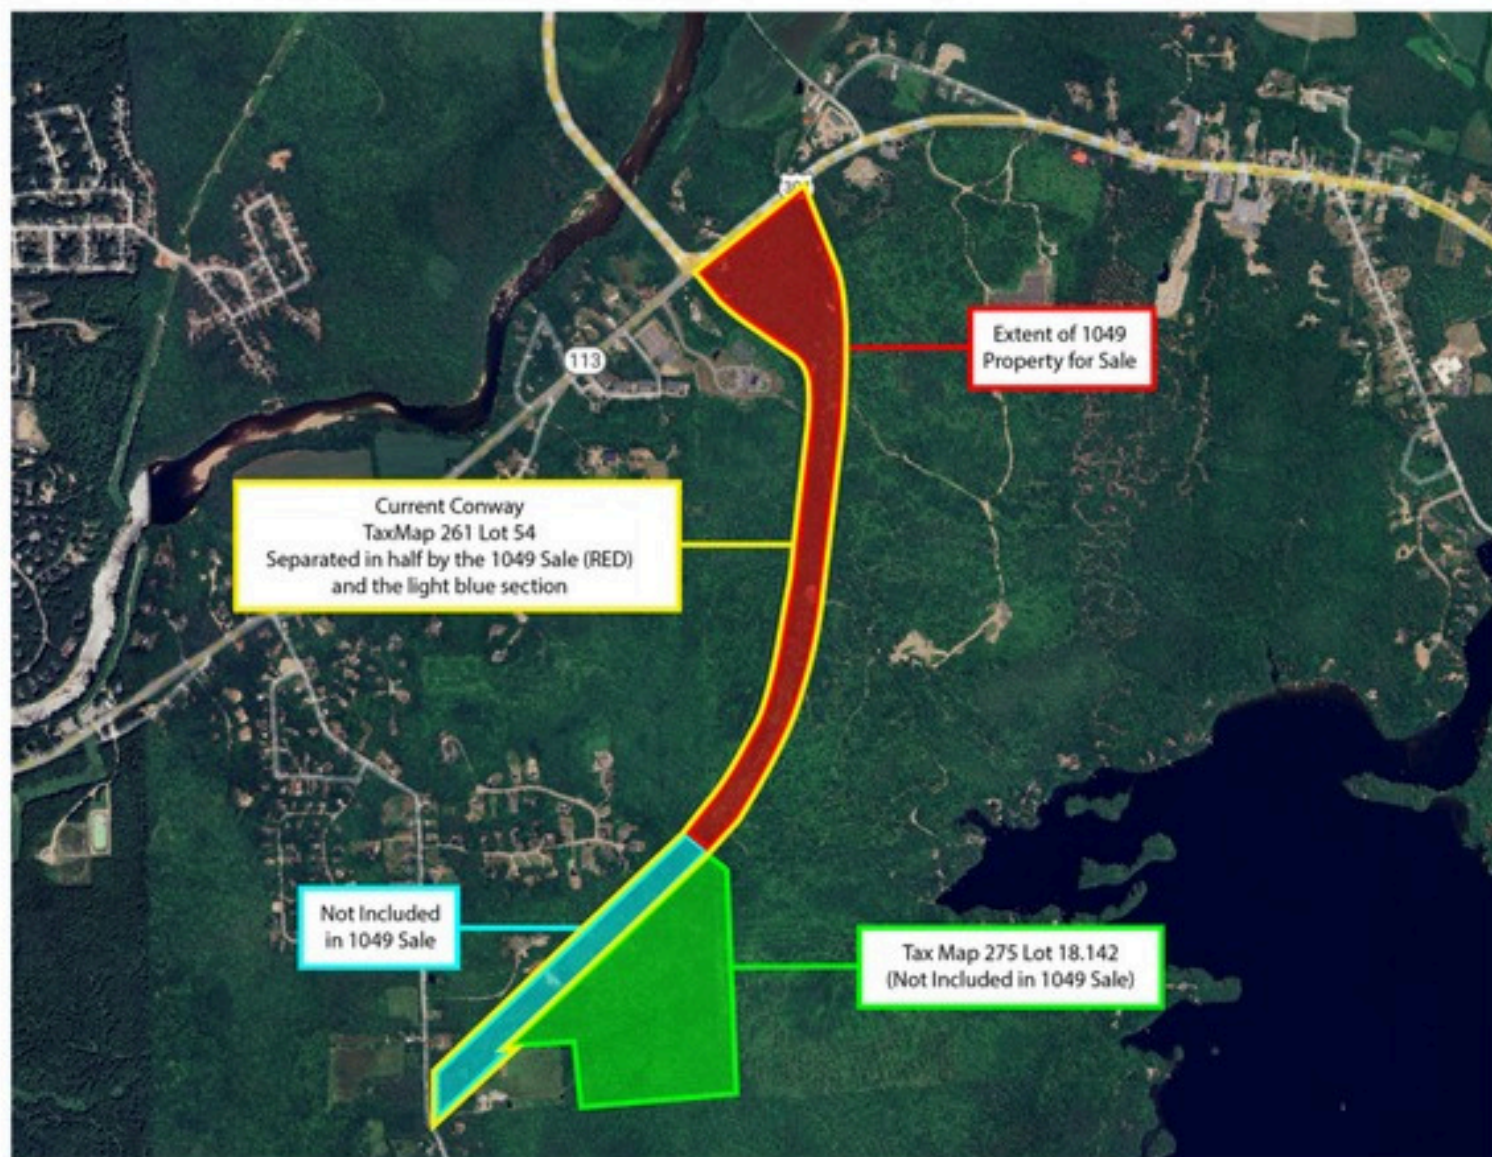 Extent of 1049
Property for Sale
113
Current Conway
TaxMap 261 Lot 54
Separated in half by the 1049 Sale (RED)
and the light blue section
Not Included
in 1049 Sale
Tax Map 275 Lot 18.142
(Not Included in 1049 Sale)